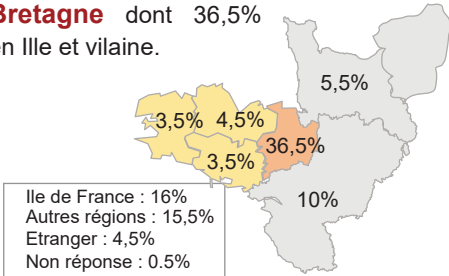 Bretagne dont 36,5%
en Ille et vilaine.
5,5%
3,5% 4,5%
36,5%
3,5%
10%
Ile de France : 16%
Autres régions : 15,5%
Etranger : 4,5%
Non réponse : 0.5%